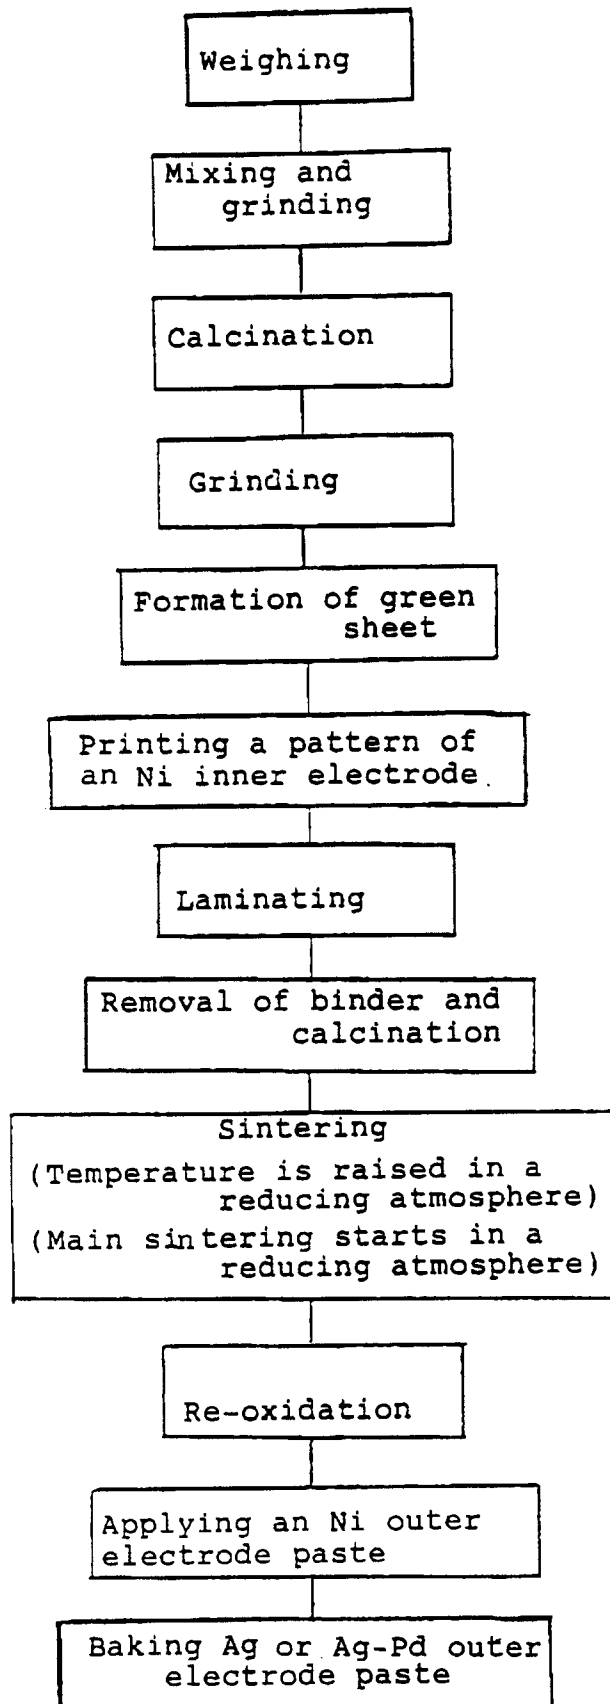 Weighing
Mixing and
grinding
Calcination
Grinding
Formation of green
sheet
Printing a pattern of
an Ni inner electrode.
Laminating
Removal of binder and
calcination
Sintering
(Temperature is raised in a
reducing atmosphere)
(Main sintering starts in a
reducing atmosphere)
Re-oxidation
Applying an Ni outer
electrode paste
Baking Ag or Ag-Pd outer
electrode paste